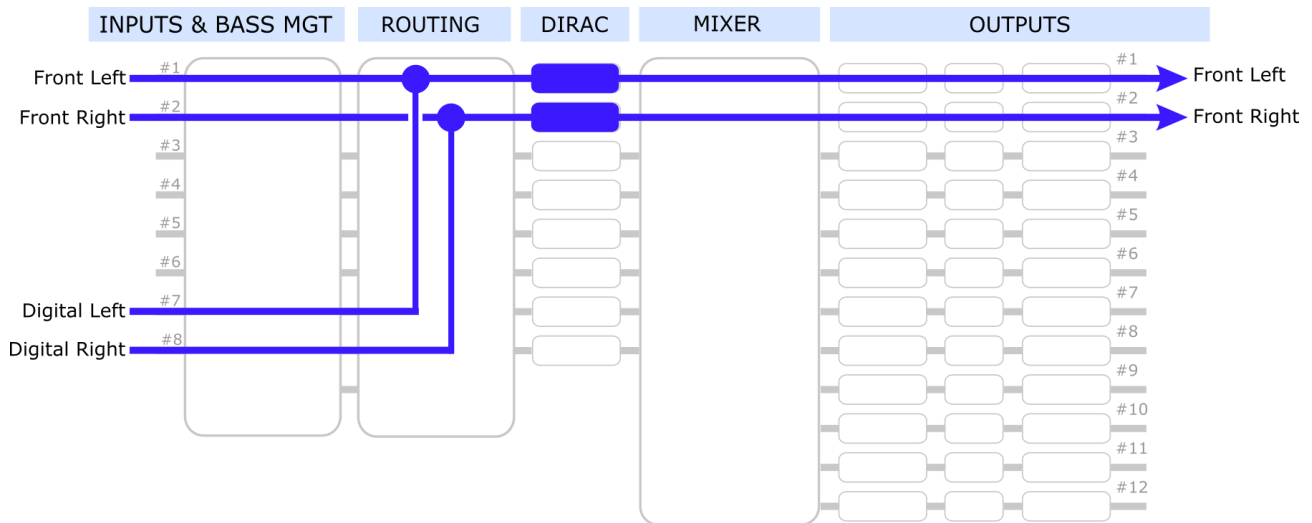 INPUTS & BASS MGT
ROUTING
DIRAC
MIXER
OUTPUTS
Front Left
#1
#1
Front Left
Front Right
#2
#2
Front Right
#3
#3
#4
#4
#5
#5
#6
#6
Digital Left
#7
#7
Digital Right
#8
#8
#9
#10
#11
#12